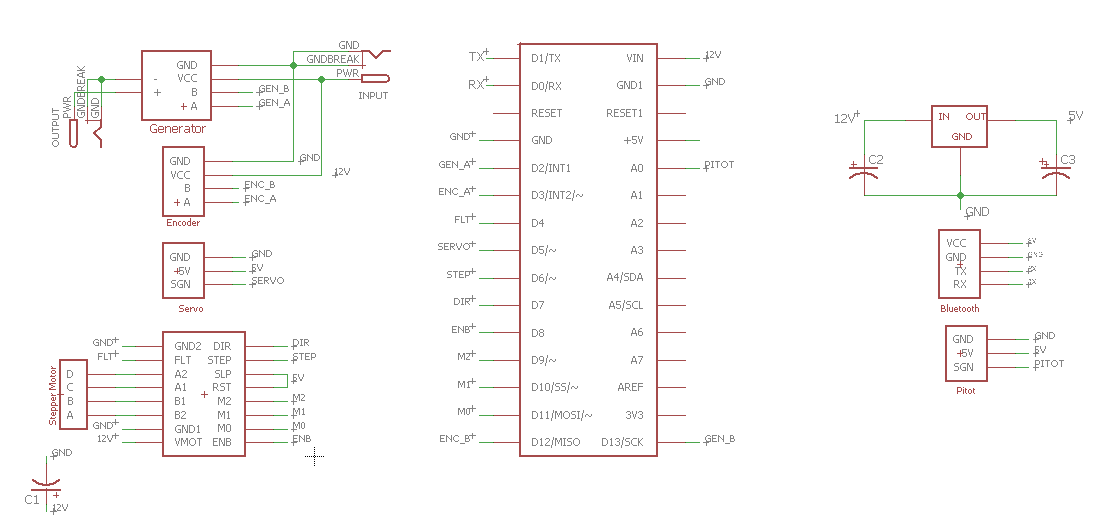 GND
GNDBREAK
PWR
INPUT
GND
VCC
B
+ A
-
+
GEN_B
GEN_A
Generator
OUTPUT
PWR
GNDBREAK
GND
GND
VCC
B
+ A
GND
12V
ENC_B
ENC_A
Encoder
GND
+5V
SGN
GND
5V
SERVO
Servo
GND
FLT
GND
12V
Stepper Motor
D
C
B
A
GND2 DIR
FLT STEP
A2 SLP
A1 RST
B1 M2
B2 M1
GND1 M0
VMOT ENB
DIR
STEP
5V
M2
M1
M0
ENB
GND
C1
12V
TX
RX
GND
GEN_A
ENC_A
FLT
SERVO
STEP
DIR
ENB
M2
M1
M0
ENC_B
D1/TX VIN
D0/RX GND1
RESET RESET1
GND +5V
D2/INT1 A0
D3/INT2/~ A1
D4 A2
D5/~ A3
D6/~ A4/SDA
D7 A5/SCL
D8 A6
D9/~ A7
D10/SS/~ AREF
D11/MOSI/~ 3V3
D12/MISO D13/SCK
12V
GND
PITOT
GEN_B
12V
IN OUT
GND
5V
C2
C3
GND
VCC
GND
TX
RX
Bluetooth
GND
+5V
SGN
GND
5V
PITOT
Pitot